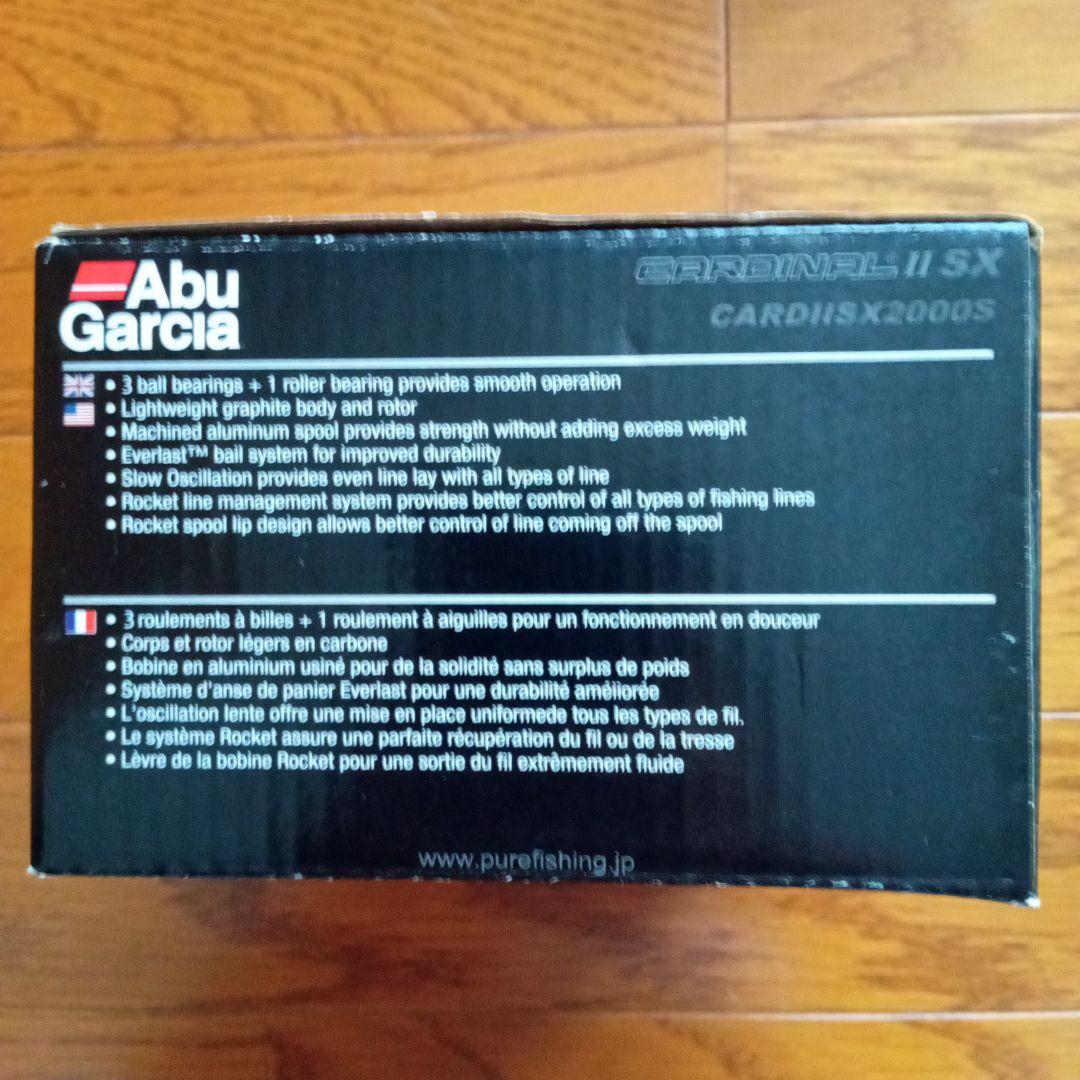 Abu
Garcia
CARDINAL II SX
CARDIISX2000S
• 3 ball bearings + 1 roller bearing provides smooth operation
• Lightweight graphite body and rotor
• Machined aluminum spool provides strength without adding excess weight
• Everlast™ bail system for improved durability
• Slow Oscillation provides even line lay with all types of line
• Rocket line management system provides better control of all types of fishing lines
• Rocket spool lip design allows better control of line coming off the spool
• 3 roulements à billes + 1 roulement à aiguilles pour un fonctionnement en douceur
• Corps et rotor légers en carbone
• Bobine en aluminium usiné pour de la solidité sans surplus de poids
• Système d'anse de panier Everlast pour une durabilité améliorée
• L'oscillation lente offre une mise en place uniformede tous les types de fil.
• Le système Rocket assure une parfaite récupération du fil ou de la tresse
• Lèvre de la bobine Rocket pour une sortie du fil extrêmement fluide
www.purefishing.jp